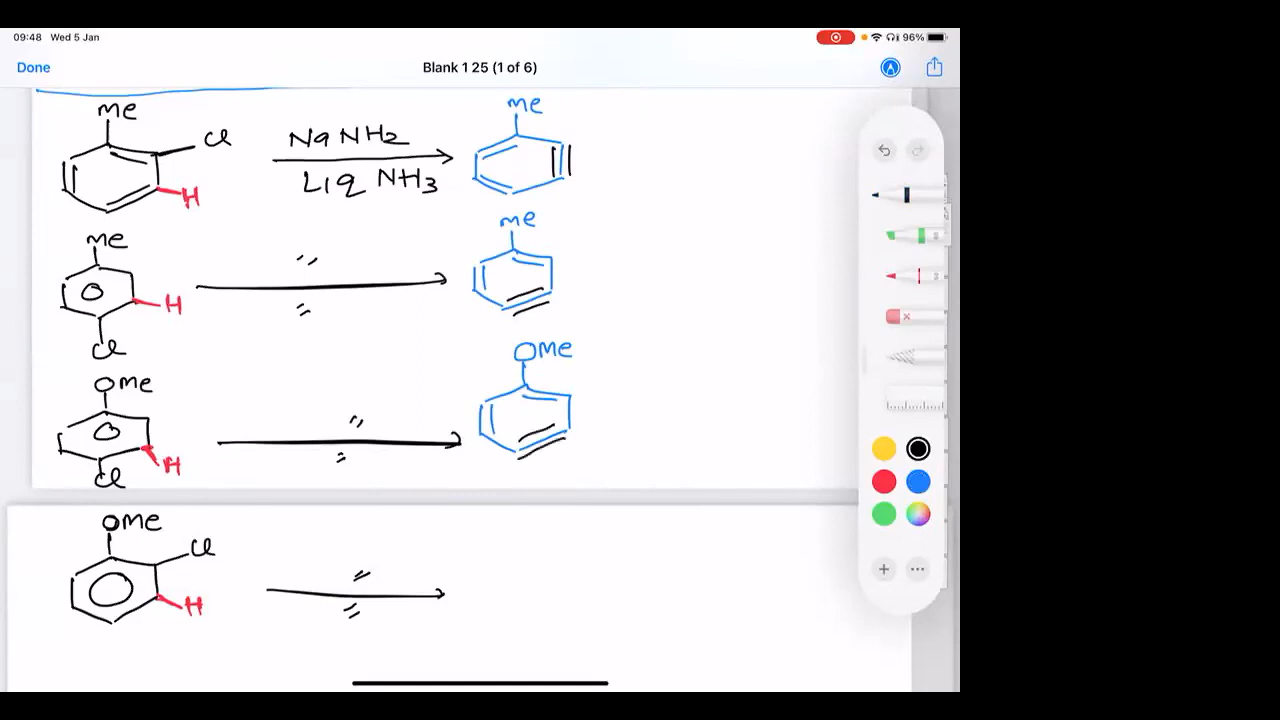 09:48 Wed 5 Jan 96%
Done Blank 1 25 (1 of 6)
Me
Cl
H
NaNH2
Liq NH3
Me
Me
H
Cl
〃
〃
Me
OMe
H
Cl
〃
〃
OMe
OMe
Cl
H
〃
〃